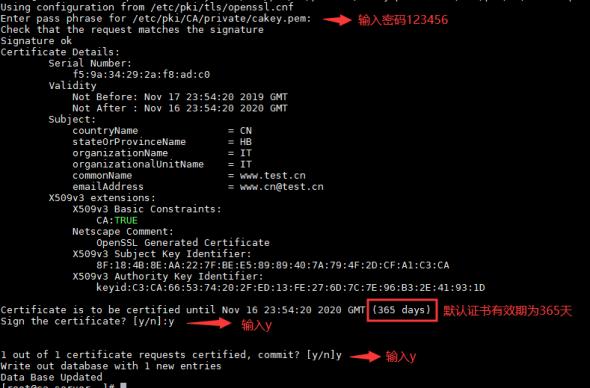 Using configuration from /etc/pki/tls/openssl.cnf
Enter pass phrase for /etc/pki/CA/private/cakey.pem: 输入密码123456
Check that the request matches the signature
Signature ok
Certificate Details:
Serial Number:
f5:9a:34:29:2a:f8:ad:c0
Validity
Not Before: Nov 17 23:54:20 2019 GMT
Not After : Nov 16 23:54:20 2020 GMT
Subject:
countryName = CN
stateOrProvinceName = HB
organizationName = IT
organizationalUnitName = IT
commonName = www.test.cn
emailAddress = www.cn@test.cn
X509v3 extensions:
X509v3 Basic Constraints:
CA:TRUE
Netscape Comment:
OpenSSL Generated Certificate
X509v3 Subject Key Identifier:
8F:18:4B:8E:AA:22:7F:BE:E5:89:89:40:7A:79:4F:2D:CF:A1:C3:CA
X509v3 Authority Key Identifier:
keyid:C3:CA:66:53:74:20:2F:ED:13:FE:27:6D:7C:7E:96:B3:2E:41:93:1D
Certificate is to be certified until Nov 16 23:54:20 2020 GMT (365 days) 默认证书有效期为365天
Sign the certificate? [y/n]:y 输入y
1 out of 1 certificate requests certified, commit? [y/n]y 输入y
Write out database with 1 new entries
Data Base Updated